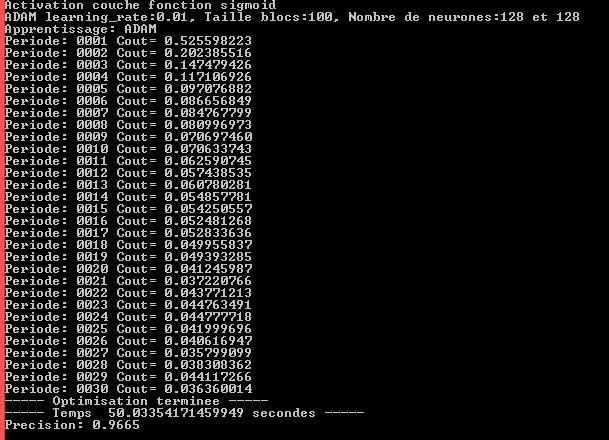 Activation couche fonction sigmoid
ADAM learning_rate:0.01, Taille blocs:100, Nombre de neurones:128 et 128
Apprentissage: ADAM
Periode: 0001 Cout= 0.525598223
Periode: 0002 Cout= 0.202385516
Periode: 0003 Cout= 0.147479426
Periode: 0004 Cout= 0.117106926
Periode: 0005 Cout= 0.097076882
Periode: 0006 Cout= 0.086656849
Periode: 0007 Cout= 0.084767799
Periode: 0008 Cout= 0.080996973
Periode: 0009 Cout= 0.070697460
Periode: 0010 Cout= 0.070633743
Periode: 0011 Cout= 0.062590745
Periode: 0012 Cout= 0.057438535
Periode: 0013 Cout= 0.060780281
Periode: 0014 Cout= 0.054857781
Periode: 0015 Cout= 0.054250557
Periode: 0016 Cout= 0.052481268
Periode: 0017 Cout= 0.052833636
Periode: 0018 Cout= 0.049955837
Periode: 0019 Cout= 0.049393285
Periode: 0020 Cout= 0.041245987
Periode: 0021 Cout= 0.037220766
Periode: 0022 Cout= 0.043771213
Periode: 0023 Cout= 0.044763491
Periode: 0024 Cout= 0.044777718
Periode: 0025 Cout= 0.041999696
Periode: 0026 Cout= 0.040616947
Periode: 0027 Cout= 0.035799099
Periode: 0028 Cout= 0.038308362
Periode: 0029 Cout= 0.044117266
Periode: 0030 Cout= 0.036360014
----- Optimisation terminee -----
----- Temps  50.03354171459949 secondes -----
Precision: 0.9665